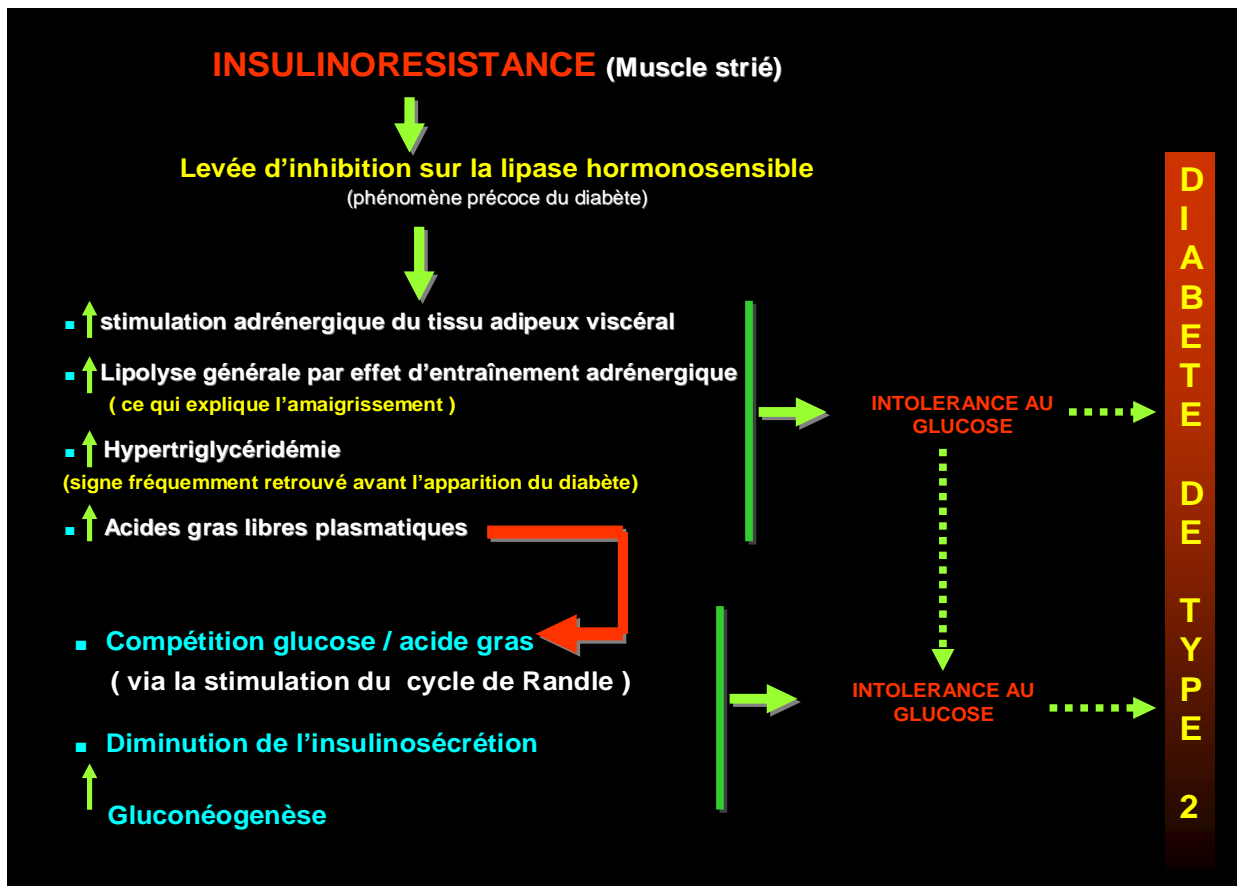 INSULINORESISTANCE (Muscle strié)
Levée d'inhibition sur la lipase hormonosensible
(phénomène précoce du diabète)
stimulation adrénergique du tissu adipeux viscéral
Lipolyse générale par effet d'entraînement adrénergique
( ce qui explique l'amaigrissement )
Hypertriglycéridémie
(signe fréquemment retrouvé avant l'apparition du diabète)
Acides gras libres plasmatiques
Compétition glucose / acide gras
( via la stimulation du cycle de Randle )
Diminution de l'insulinosécrétion
Gluconéogenèse
INTOLERANCE AU
GLUCOSE
INTOLERANCE AU
GLUCOSE
DIABETE DE TYPE 2